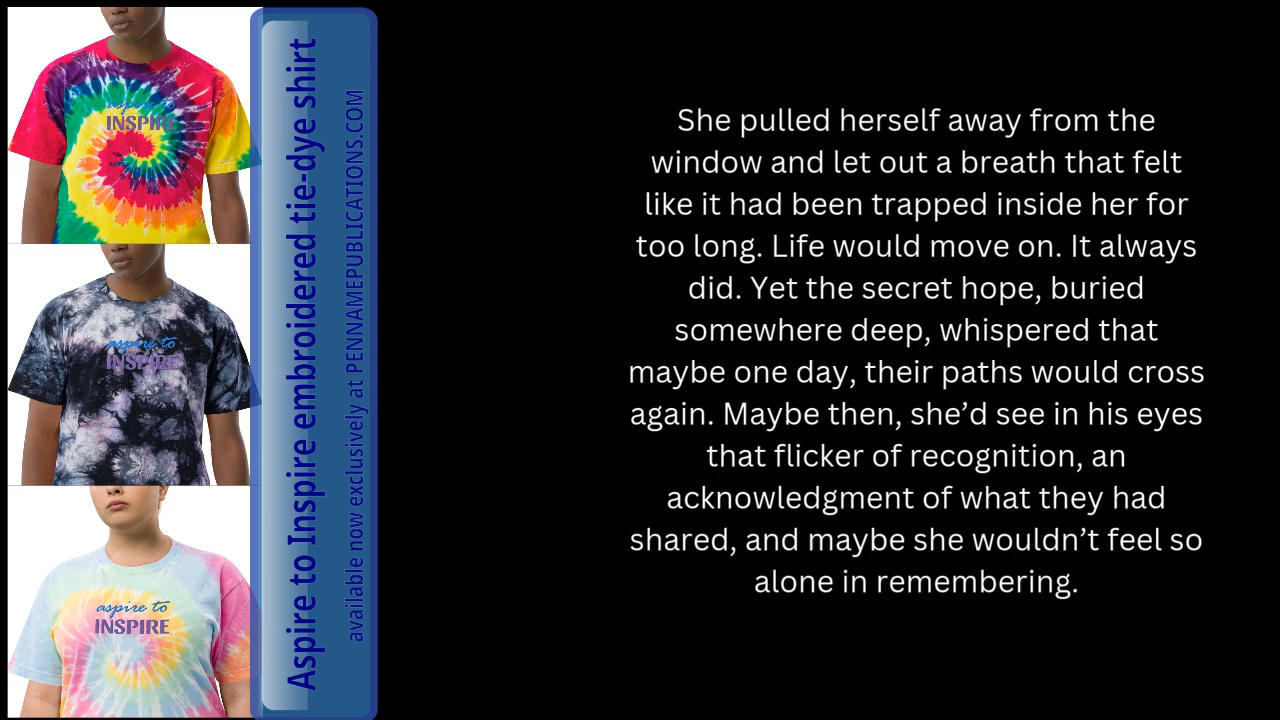 aspire to
INSPIRE
aspire to
INSPIRE
aspire to
INSPIRE
Aspire to Inspire embroidered tie-dye shirt
available now exclusively at PENNAMEPUBLICATIONS.COM
She pulled herself away from the
window and let out a breath that felt
like it had been trapped inside her for
too long. Life would move on. It always
did. Yet the secret hope, buried
somewhere deep, whispered that
maybe one day, their paths would cross
again. Maybe then, she’d see in his eyes
that flicker of recognition, an
acknowledgment of what they had
shared, and maybe she wouldn’t feel so
alone in remembering.